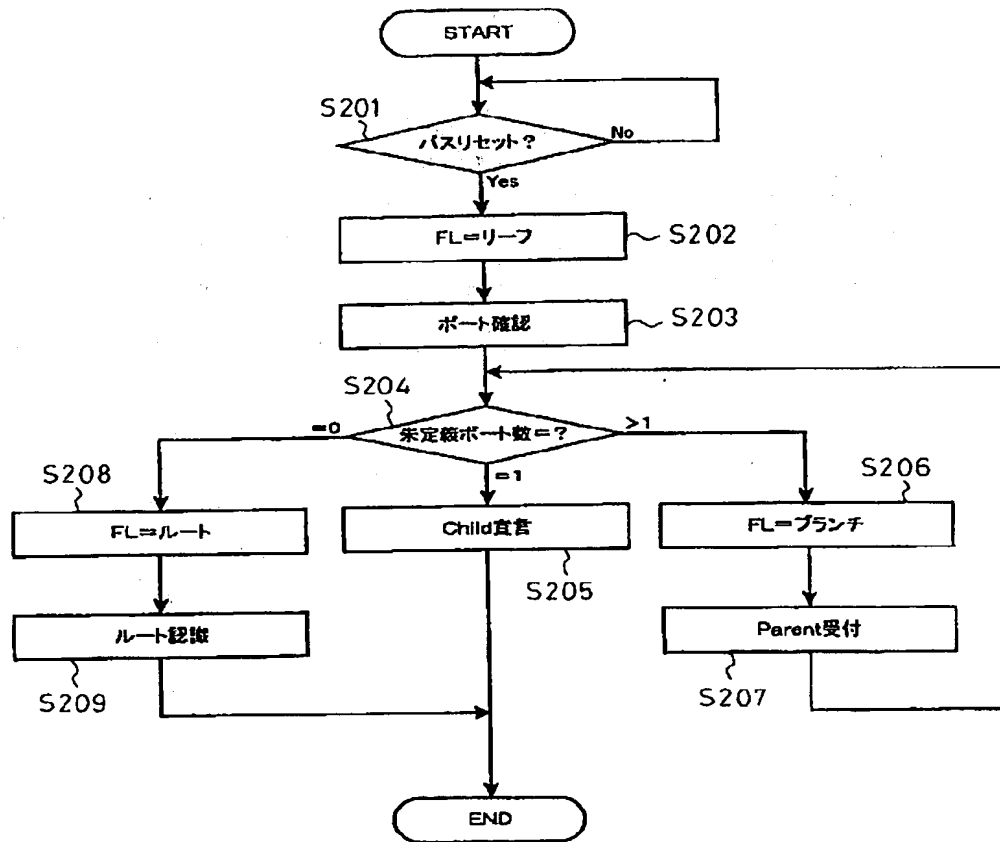 START
S201
バスリセット?
No
Yes
FL=リーフ
S202
ポート確認
S203
S204
=0
未定義ポート数=?
>1
=1
S208
FL=ルート
Child宣言
S205
S206
FL=ブランチ
ルート認識
S209
Parent受付
S207
END